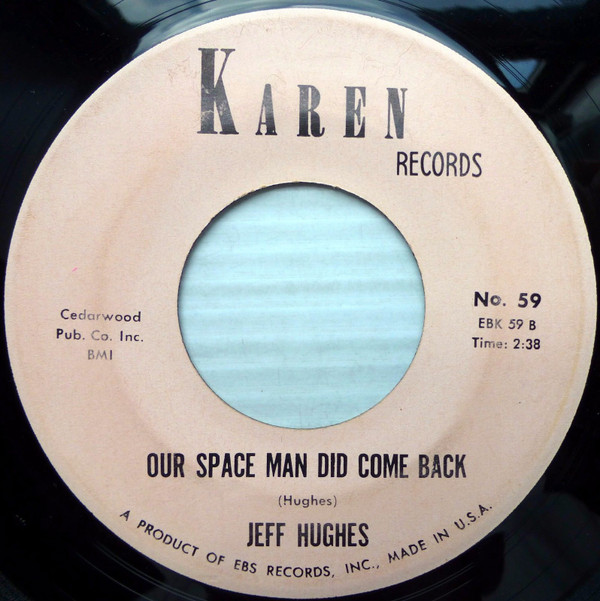 KAREN
RECORDS
Cedarwood
Pub. Co. Inc.
BMI
No. 59
EBK 59 B
Time: 2:38
OUR SPACE MAN DID COME BACK
(Hughes)
JEFF HUGHES
A PRODUCT OF EBS RECORDS, INC., MADE IN U.S.A.